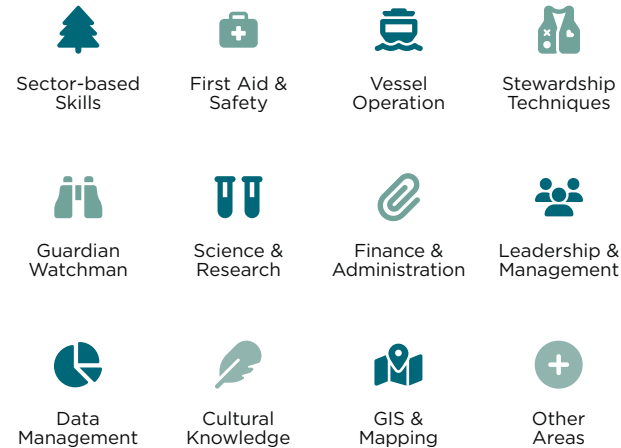 Sector-based
Skills
First Aid &
Safety
Vessel
Operation
Stewardship
Techniques
Guardian
Watchman
Science &
Research
Finance &
Administration
Leadership &
Management
Data
Management
Cultural
Knowledge
GIS &
Mapping
Other
Areas